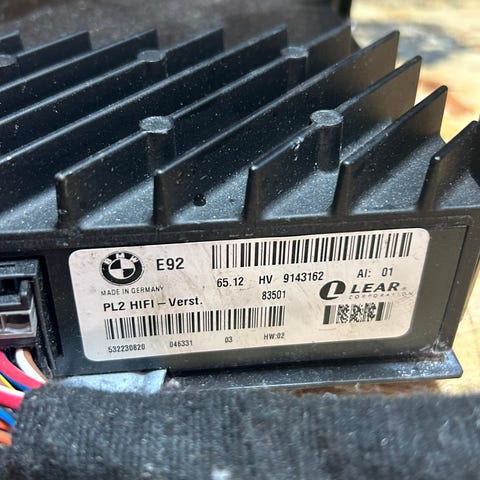 BMW
E92
MADE IN GERMANY
65.12 HV 9143162 AI: 01
PL2 HIFI – Verst.
83501
LEAR®
CORPORATION
532230820 046331 03 HW:02